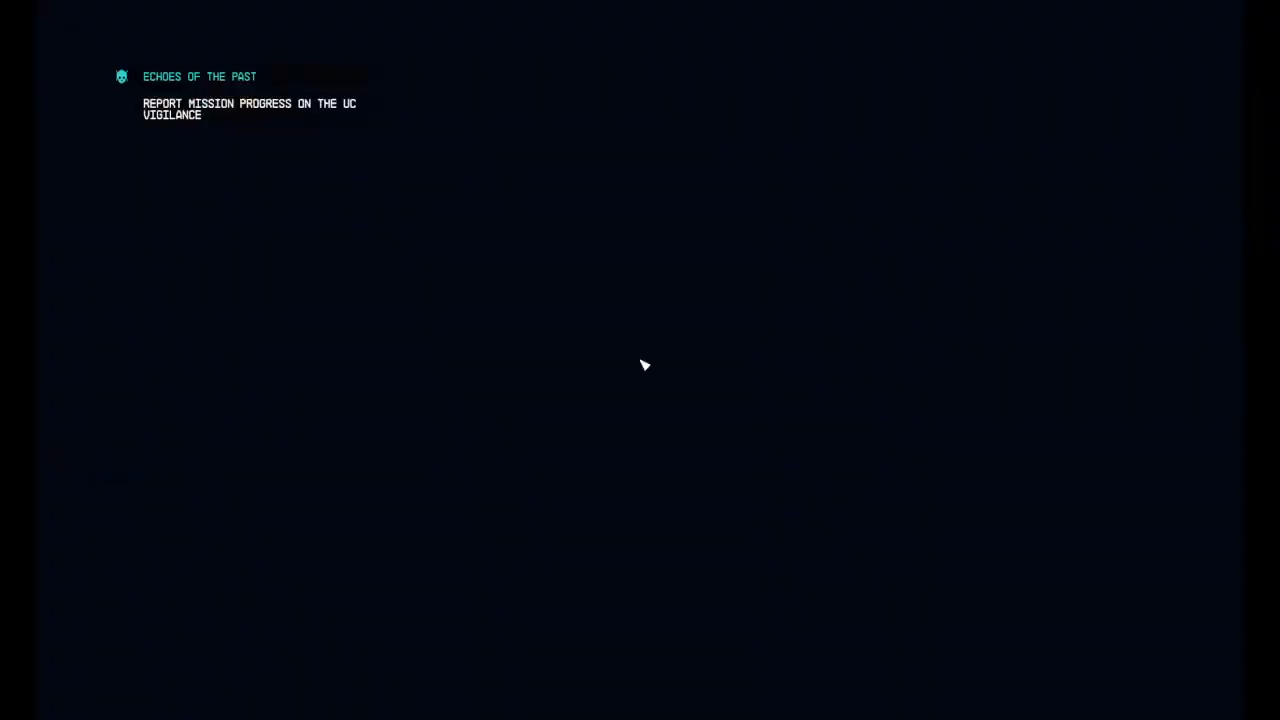 ECHOES OF THE PAST
REPORT MISSION PROGRESS ON THE UC
VIGILANCE